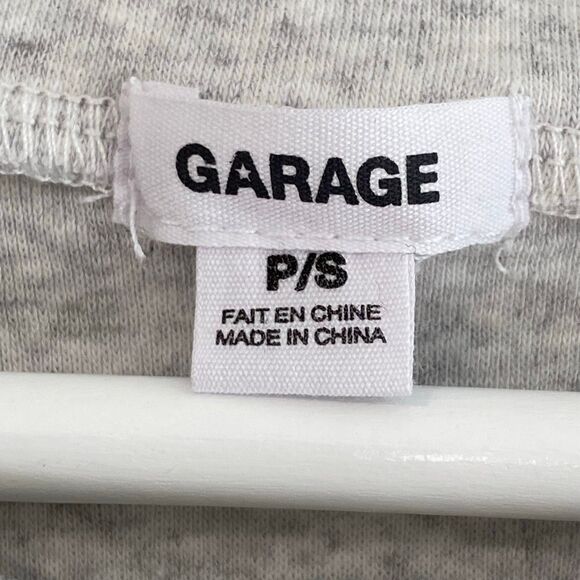 GARAGE
P/S
FAIT EN CHINE
MADE IN CHINA